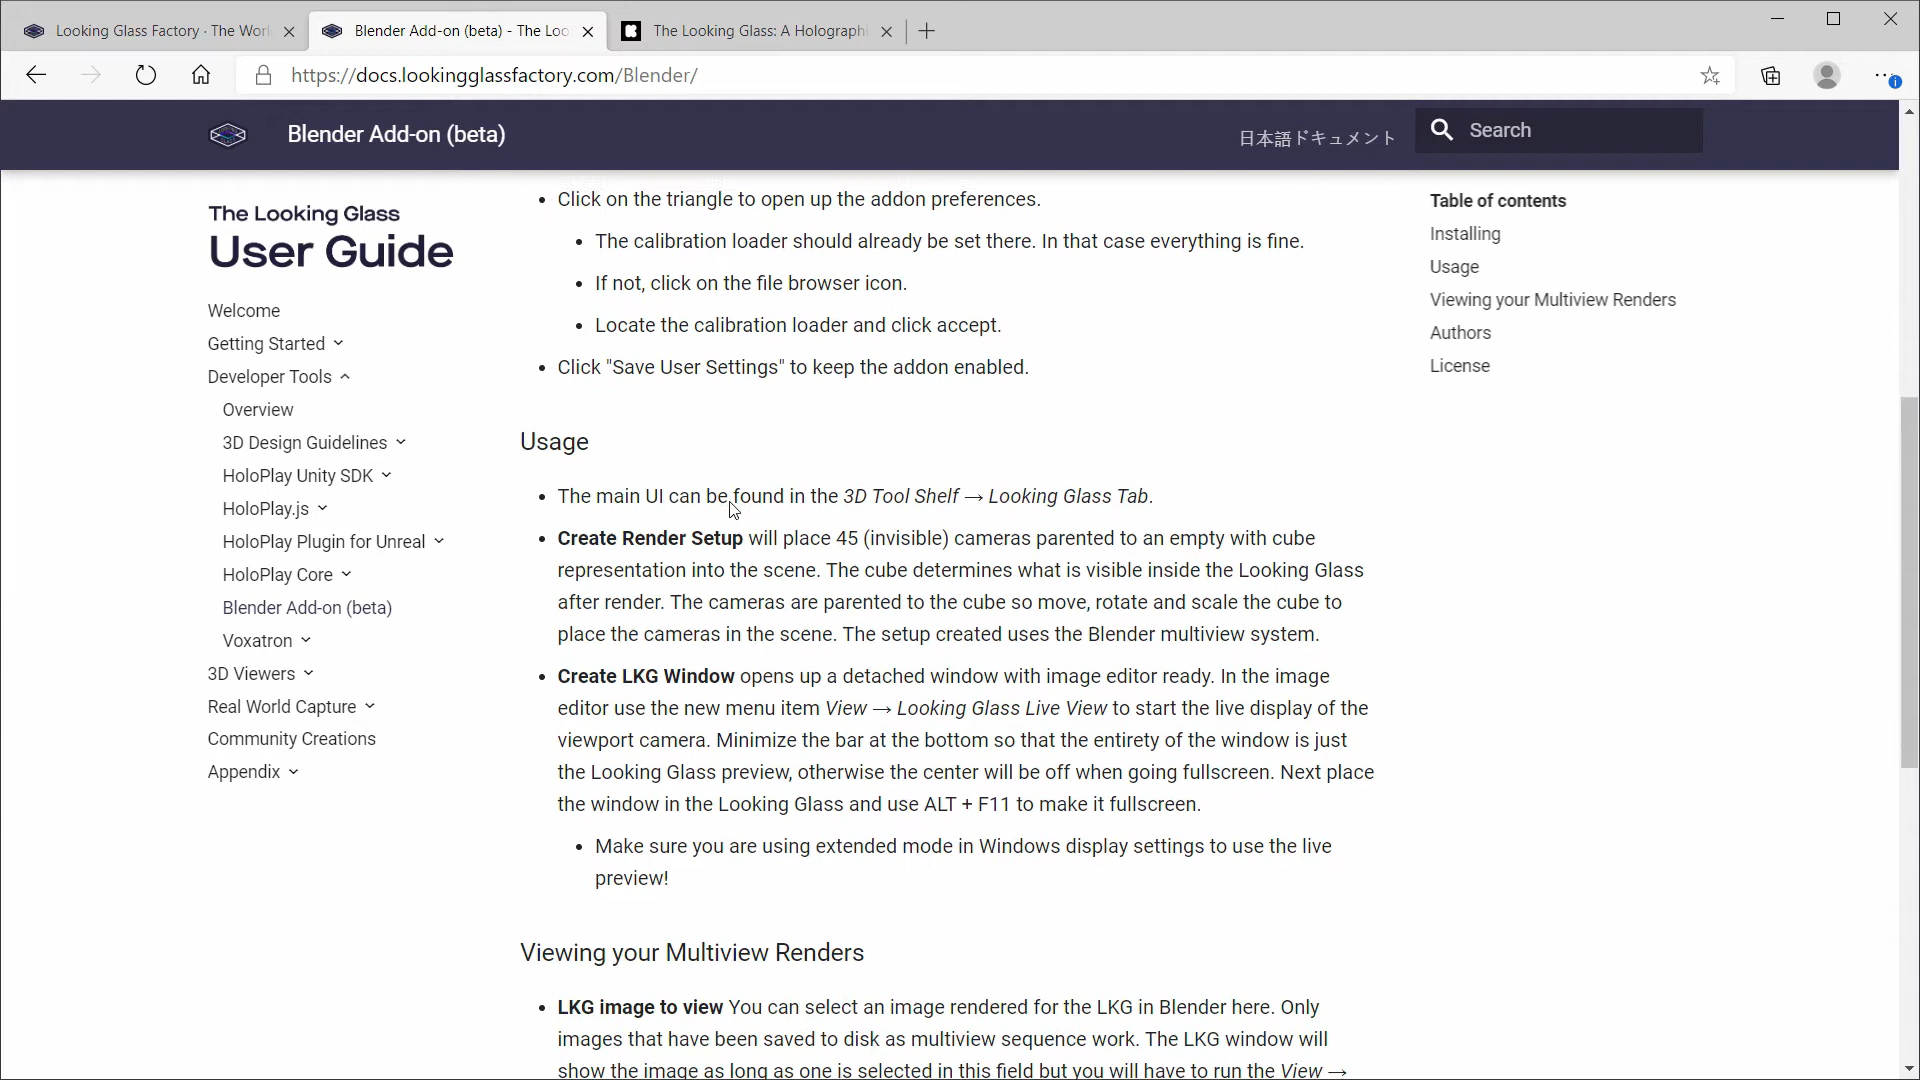 Looking Glass Factory · The Worl
Blender Add-on (beta) - The Loo
The Looking Glass: A Holographi
https://docs.lookingglassfactory.com/Blender/
Blender Add-on (beta)
日本語ドキュメント
Search
The Looking Glass
User Guide
Welcome
Getting Started
Developer Tools
Overview
3D Design Guidelines
HoloPlay Unity SDK
HoloPlay.js
HoloPlay Plugin for Unreal
HoloPlay Core
Blender Add-on (beta)
Voxatron
3D Viewers
Real World Capture
Community Creations
Appendix
• Click on the triangle to open up the addon preferences.
• The calibration loader should already be set there. In that case everything is fine.
• If not, click on the file browser icon.
• Locate the calibration loader and click accept.
• Click "Save User Settings" to keep the addon enabled.
Usage
• The main UI can be found in the 3D Tool Shelf → Looking Glass Tab.
• Create Render Setup will place 45 (invisible) cameras parented to an empty with cube
representation into the scene. The cube determines what is visible inside the Looking Glass
after render. The cameras are parented to the cube so move, rotate and scale the cube to
place the cameras in the scene. The setup created uses the Blender multiview system.
• Create LKG Window opens up a detached window with image editor ready. In the image
editor use the new menu item View → Looking Glass Live View to start the live display of the
viewport camera. Minimize the bar at the bottom so that the entirety of the window is just
the Looking Glass preview, otherwise the center will be off when going fullscreen. Next place
the window in the Looking Glass and use ALT + F11 to make it fullscreen.
• Make sure you are using extended mode in Windows display settings to use the live
preview!
Viewing your Multiview Renders
• LKG image to view You can select an image rendered for the LKG in Blender here. Only
images that have been saved to disk as multiview sequence work. The LKG window will
show the image as long as one is selected in this field but you will have to run the View →
Table of contents
Installing
Usage
Viewing your Multiview Renders
Authors
License